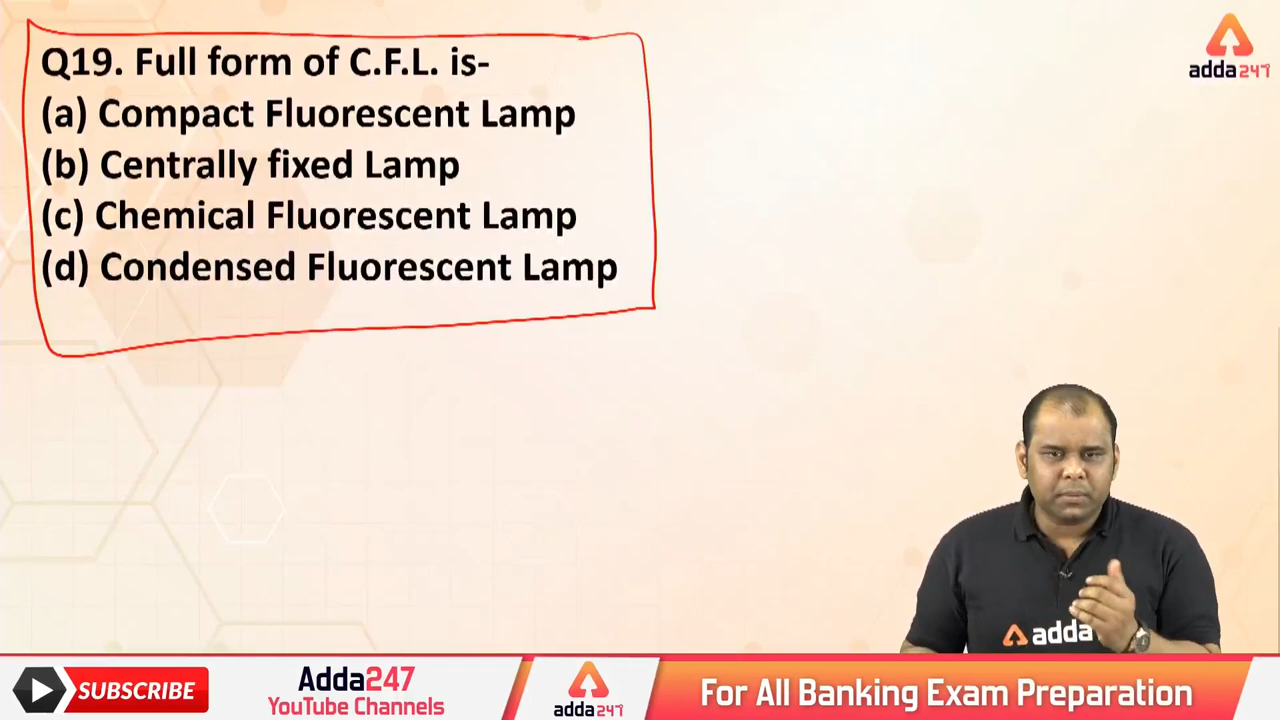 Q19. Full form of C.F.L. is-
(a) Compact Fluorescent Lamp
(b) Centrally fixed Lamp
(c) Chemical Fluorescent Lamp
(d) Condensed Fluorescent Lamp
adda247
adda
SUBSCRIBE
Adda247
YouTube Channels
adda247
For All Banking Exam Preparation